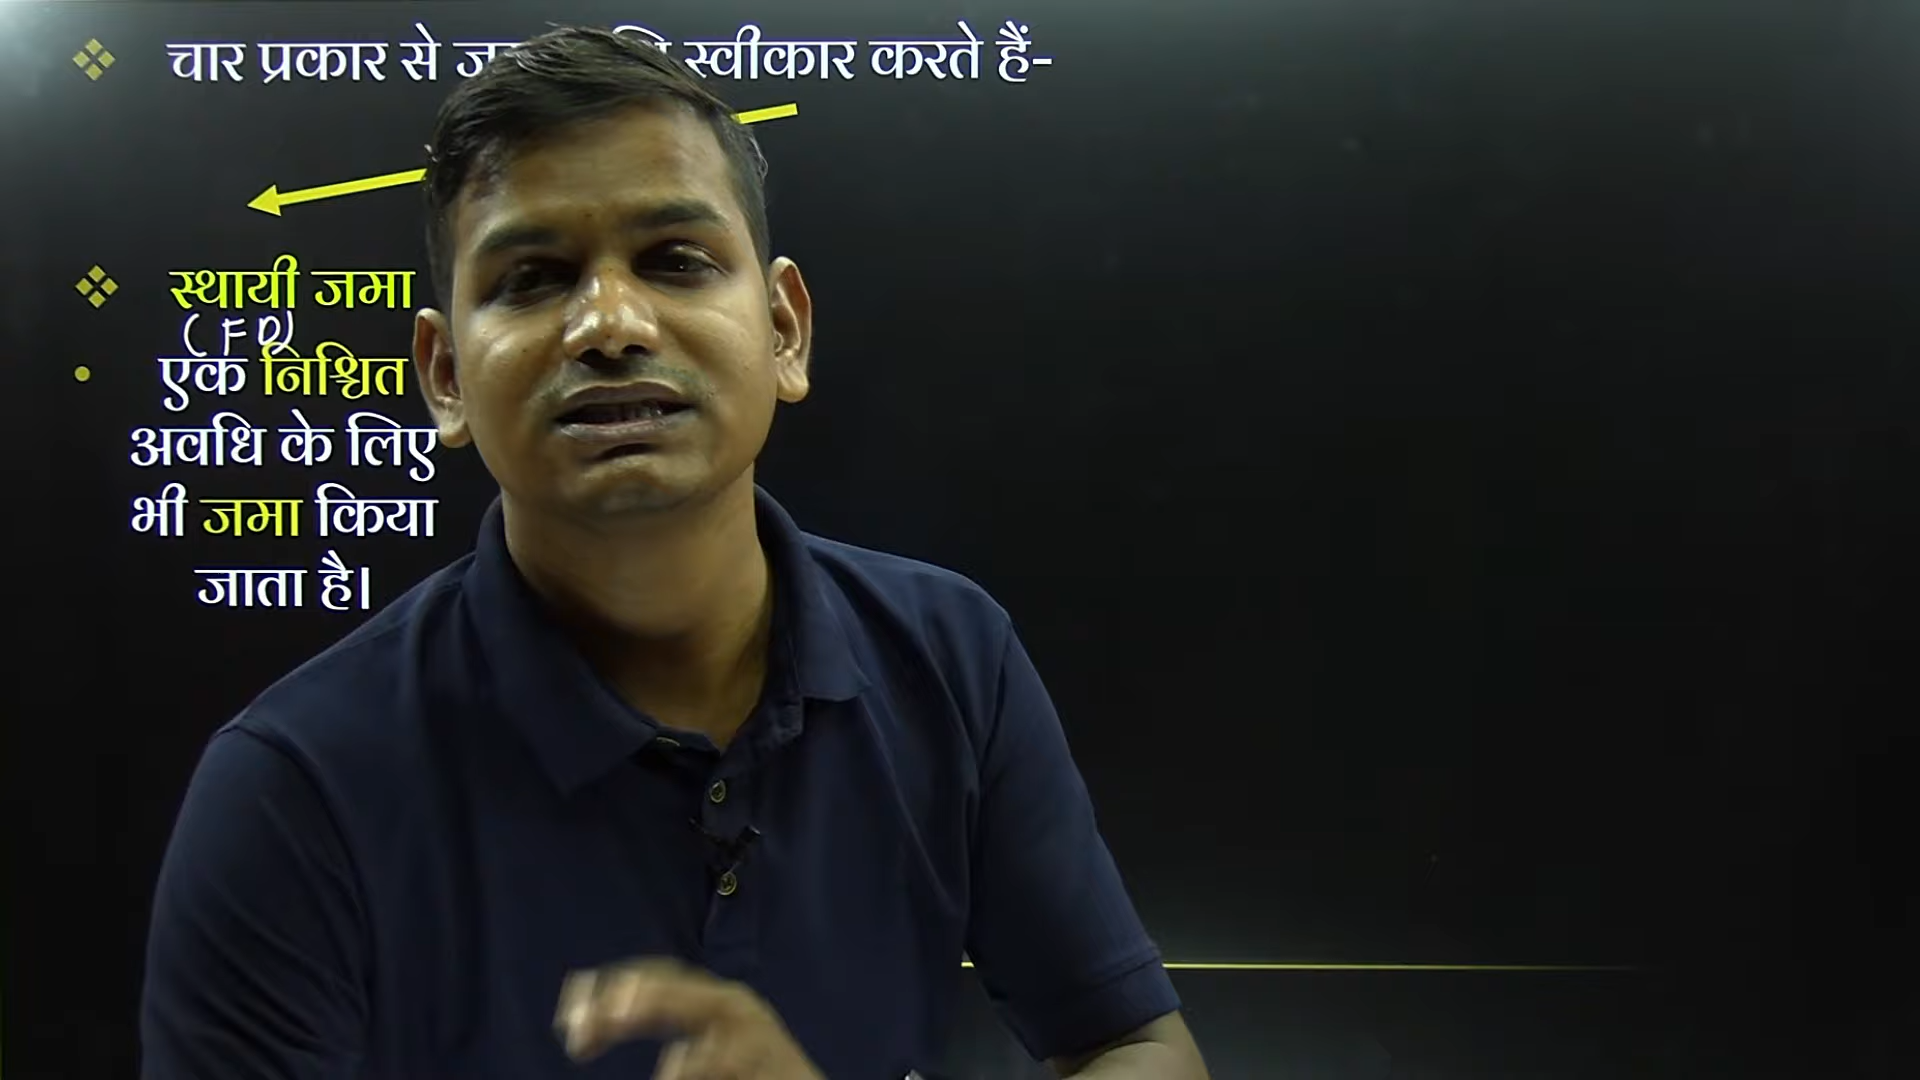 चार प्रकार से स्वीकार करते हैं-
स्थायी जमा
(FD)
एक निश्चित
अवधि के लिए
भी जमा किया
जाता है।